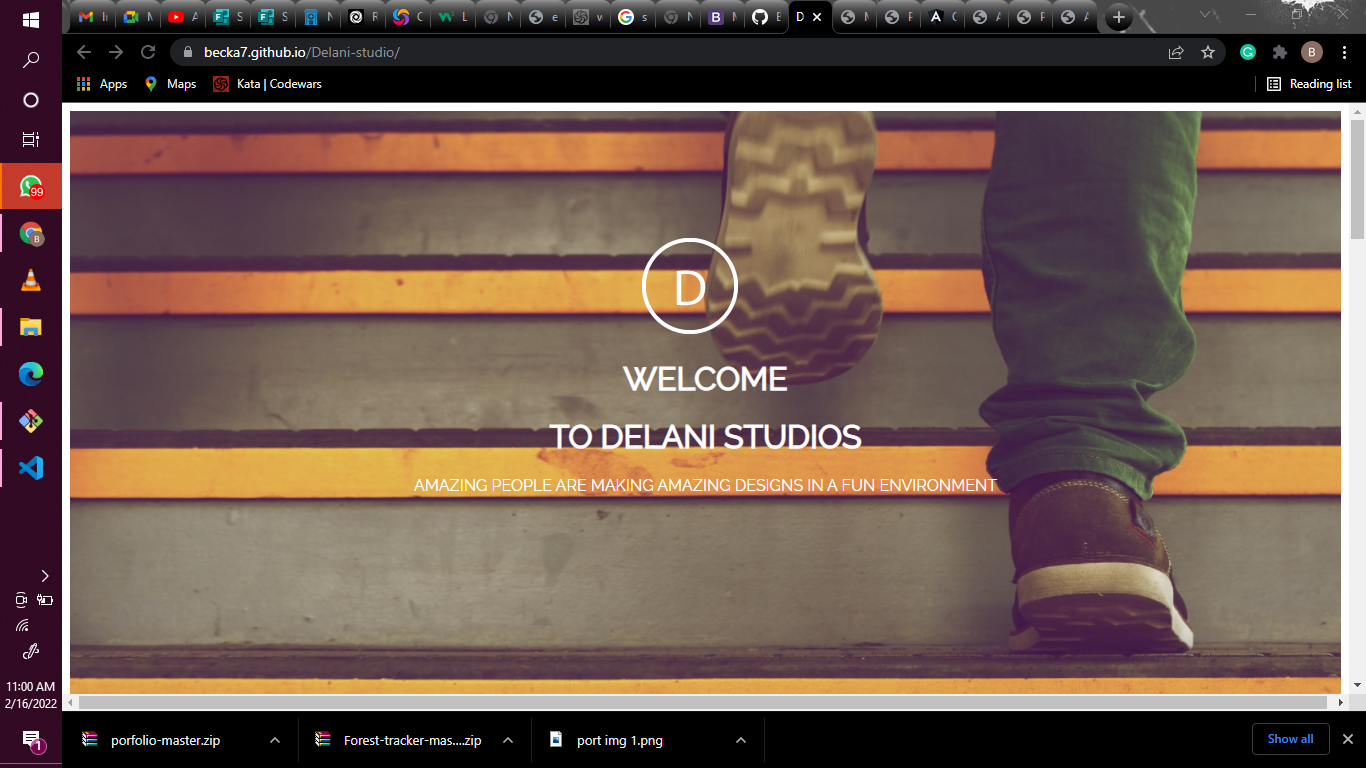 becka7.github.io/Delani-studio/
B
Apps
Maps
Kata | Codewars
Reading list
99
B
D
WELCOME
TO DELANI STUDIOS
AMAZING PEOPLE ARE MAKING AMAZING DESIGNS IN A FUN ENVIRONMENT
11:00 AM
2/16/2022
1
porfolio-master.zip
Forest-tracker-mas....zip
port img 1.png
Show all